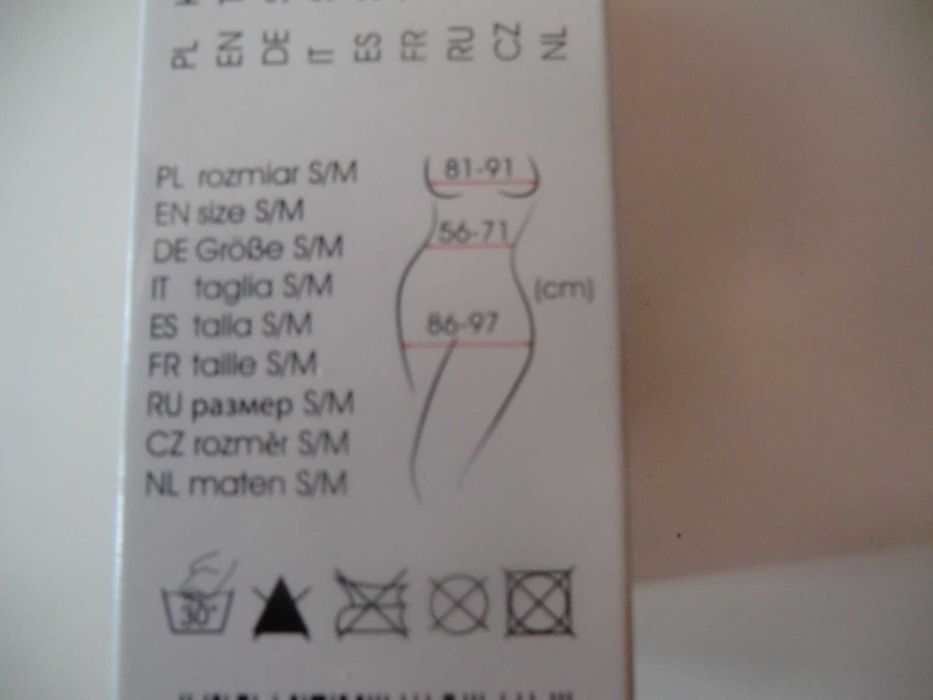 PL EN DE IT ES FR RU CZ NL
PL rozmiar S/M
EN size S/M
DE Größe S/M
IT taglia S/M
ES talla S/M
FR taille S/M
RU размер S/M
CZ rozměr S/M
NL maten S/M
81-91
56-71
(cm)
86-97
30°